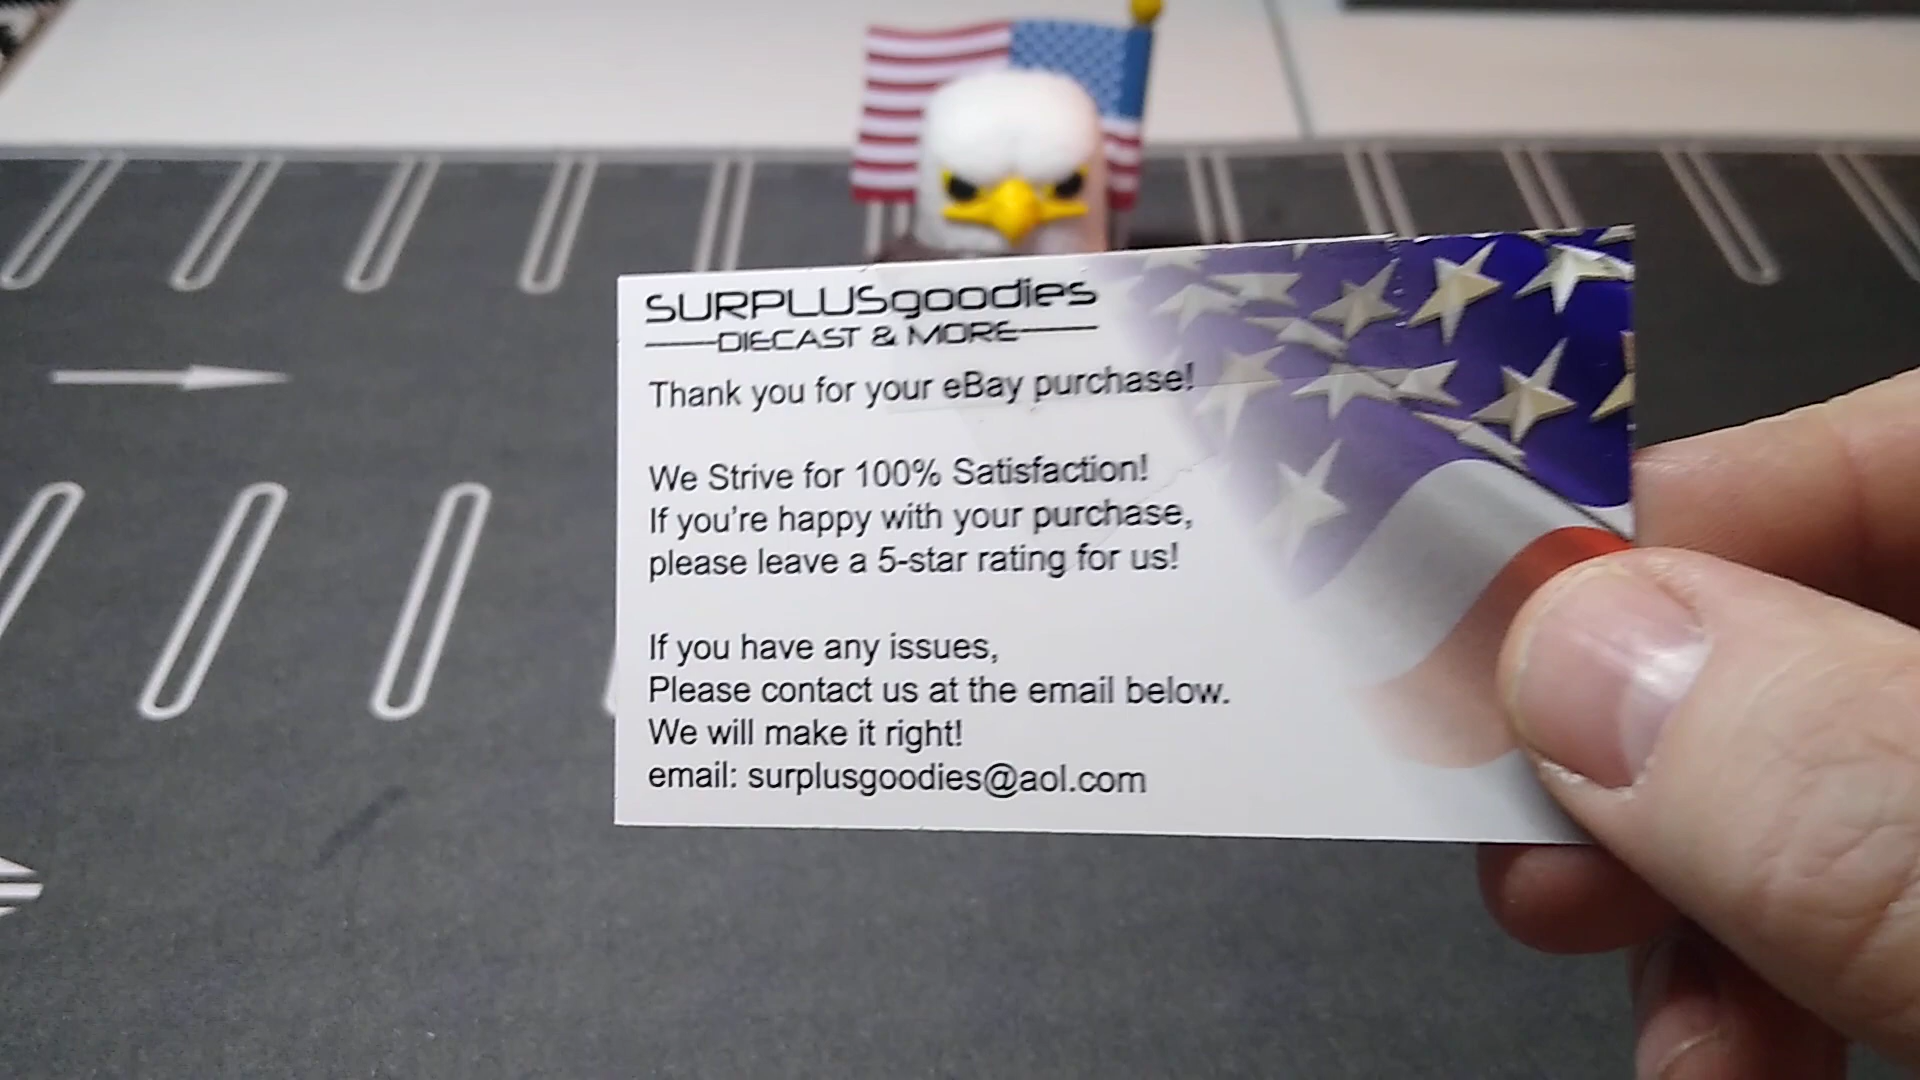 SURPLUSgoodies
DIECAST & MORE
Thank you for your eBay purchase!
We Strive for 100% Satisfaction!
If you're happy with your purchase,
please leave a 5-star rating for us!
If you have any issues,
Please contact us at the email below.
We will make it right!
email: surplusgoodies@aol.com